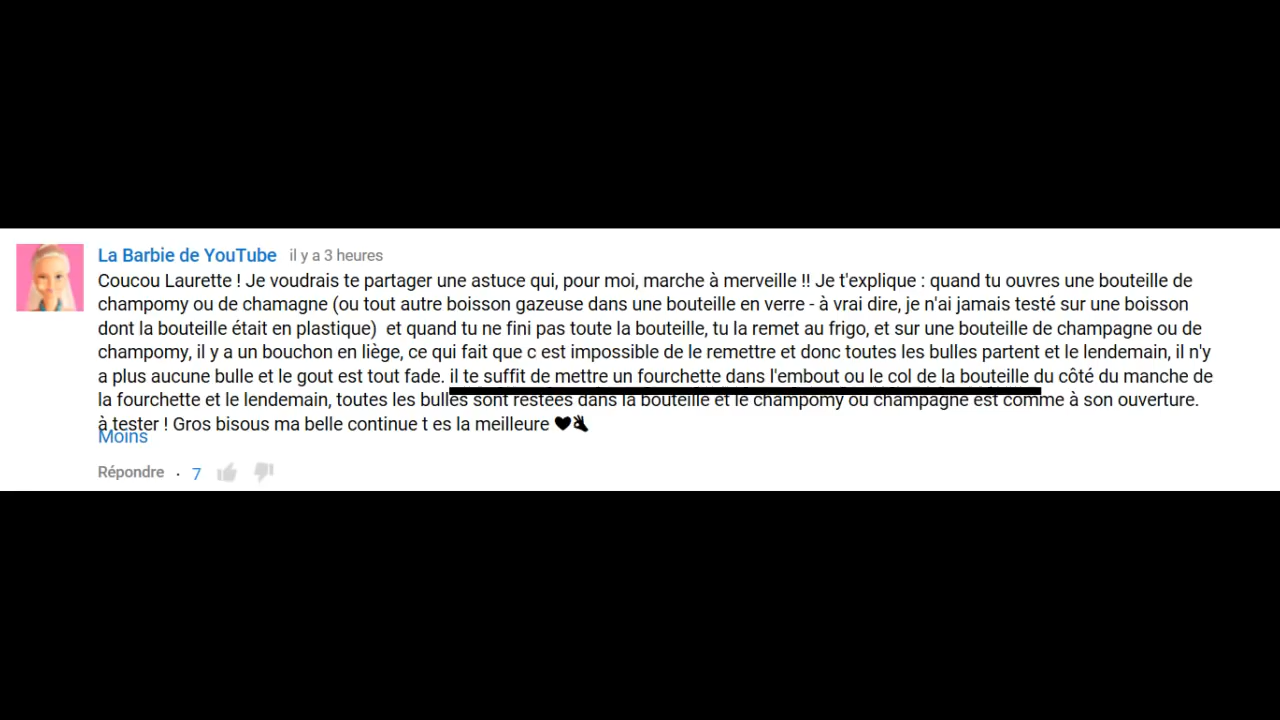 La Barbie de YouTube il y a 3 heures
Coucou Laurette ! Je voudrais te partager une astuce qui, pour moi, marche à merveille !! Je t'explique : quand tu ouvres une bouteille de
champomy ou de chamagne (ou tout autre boisson gazeuse dans une bouteille en verre - à vrai dire, je n'ai jamais testé sur une boisson
dont la bouteille était en plastique) et quand tu ne fini pas toute la bouteille, tu la remet au frigo, et sur une bouteille de champagne ou de
champomy, il y a un bouchon en liège, ce qui fait que c est impossible de le remettre et donc toutes les bulles partent et le lendemain, il n'y
a plus aucune bulle et le gout est tout fade. il te suffit de mettre un fourchette dans l'embout ou le col de la bouteille du côté du manche de
la fourchette et le lendemain, toutes les bulles sont restées dans la bouteille et le champomy ou champagne est comme à son ouverture.
à tester ! Gros bisous ma belle continue t es la meilleure ♥👌
Moins
Répondre · 7